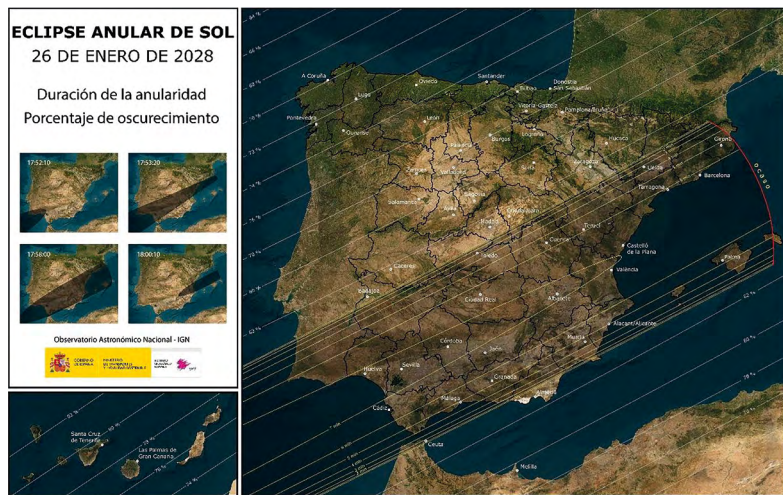 ECLIPSE ANULAR DE SOL
26 DE ENERO DE 2028
Duración de la anularidad
Porcentaje de oscurecimiento
17:52:10
17:53:20
17:58:00
18:00:10
Observatorio Astronómico Nacional - IGN
GOBIERNO
DE ESPAÑA
Santa Cruz
de Tenerife
Las Palmas de
Gran Canaria
A Coruña
Lugo
Oviedo
Santander
Bilbao
Donostia
San Sebastián
Vitoria-Gasteiz
Pamplona/Iruña
Pontevedra
Ourense
León
Burgos
Logroño
Huesca
Girona
Palencia
Zamora
Valladolid
Soria
Zaragoza
Lleida
Barcelona
Tarragona
ocaso
Salamanca
Segovia
Ávila
Madrid
Guadalajara
Teruel
Cuenca
Castelló
de la Plana
Toledo
Cáceres
València
Palma
Badajoz
Ciudad Real
Albacete
Alacant/Alicante
Murcia
Córdoba
Jaén
Huelva
Sevilla
Granada
Almería
Málaga
Cádiz
Ceuta
Melilla